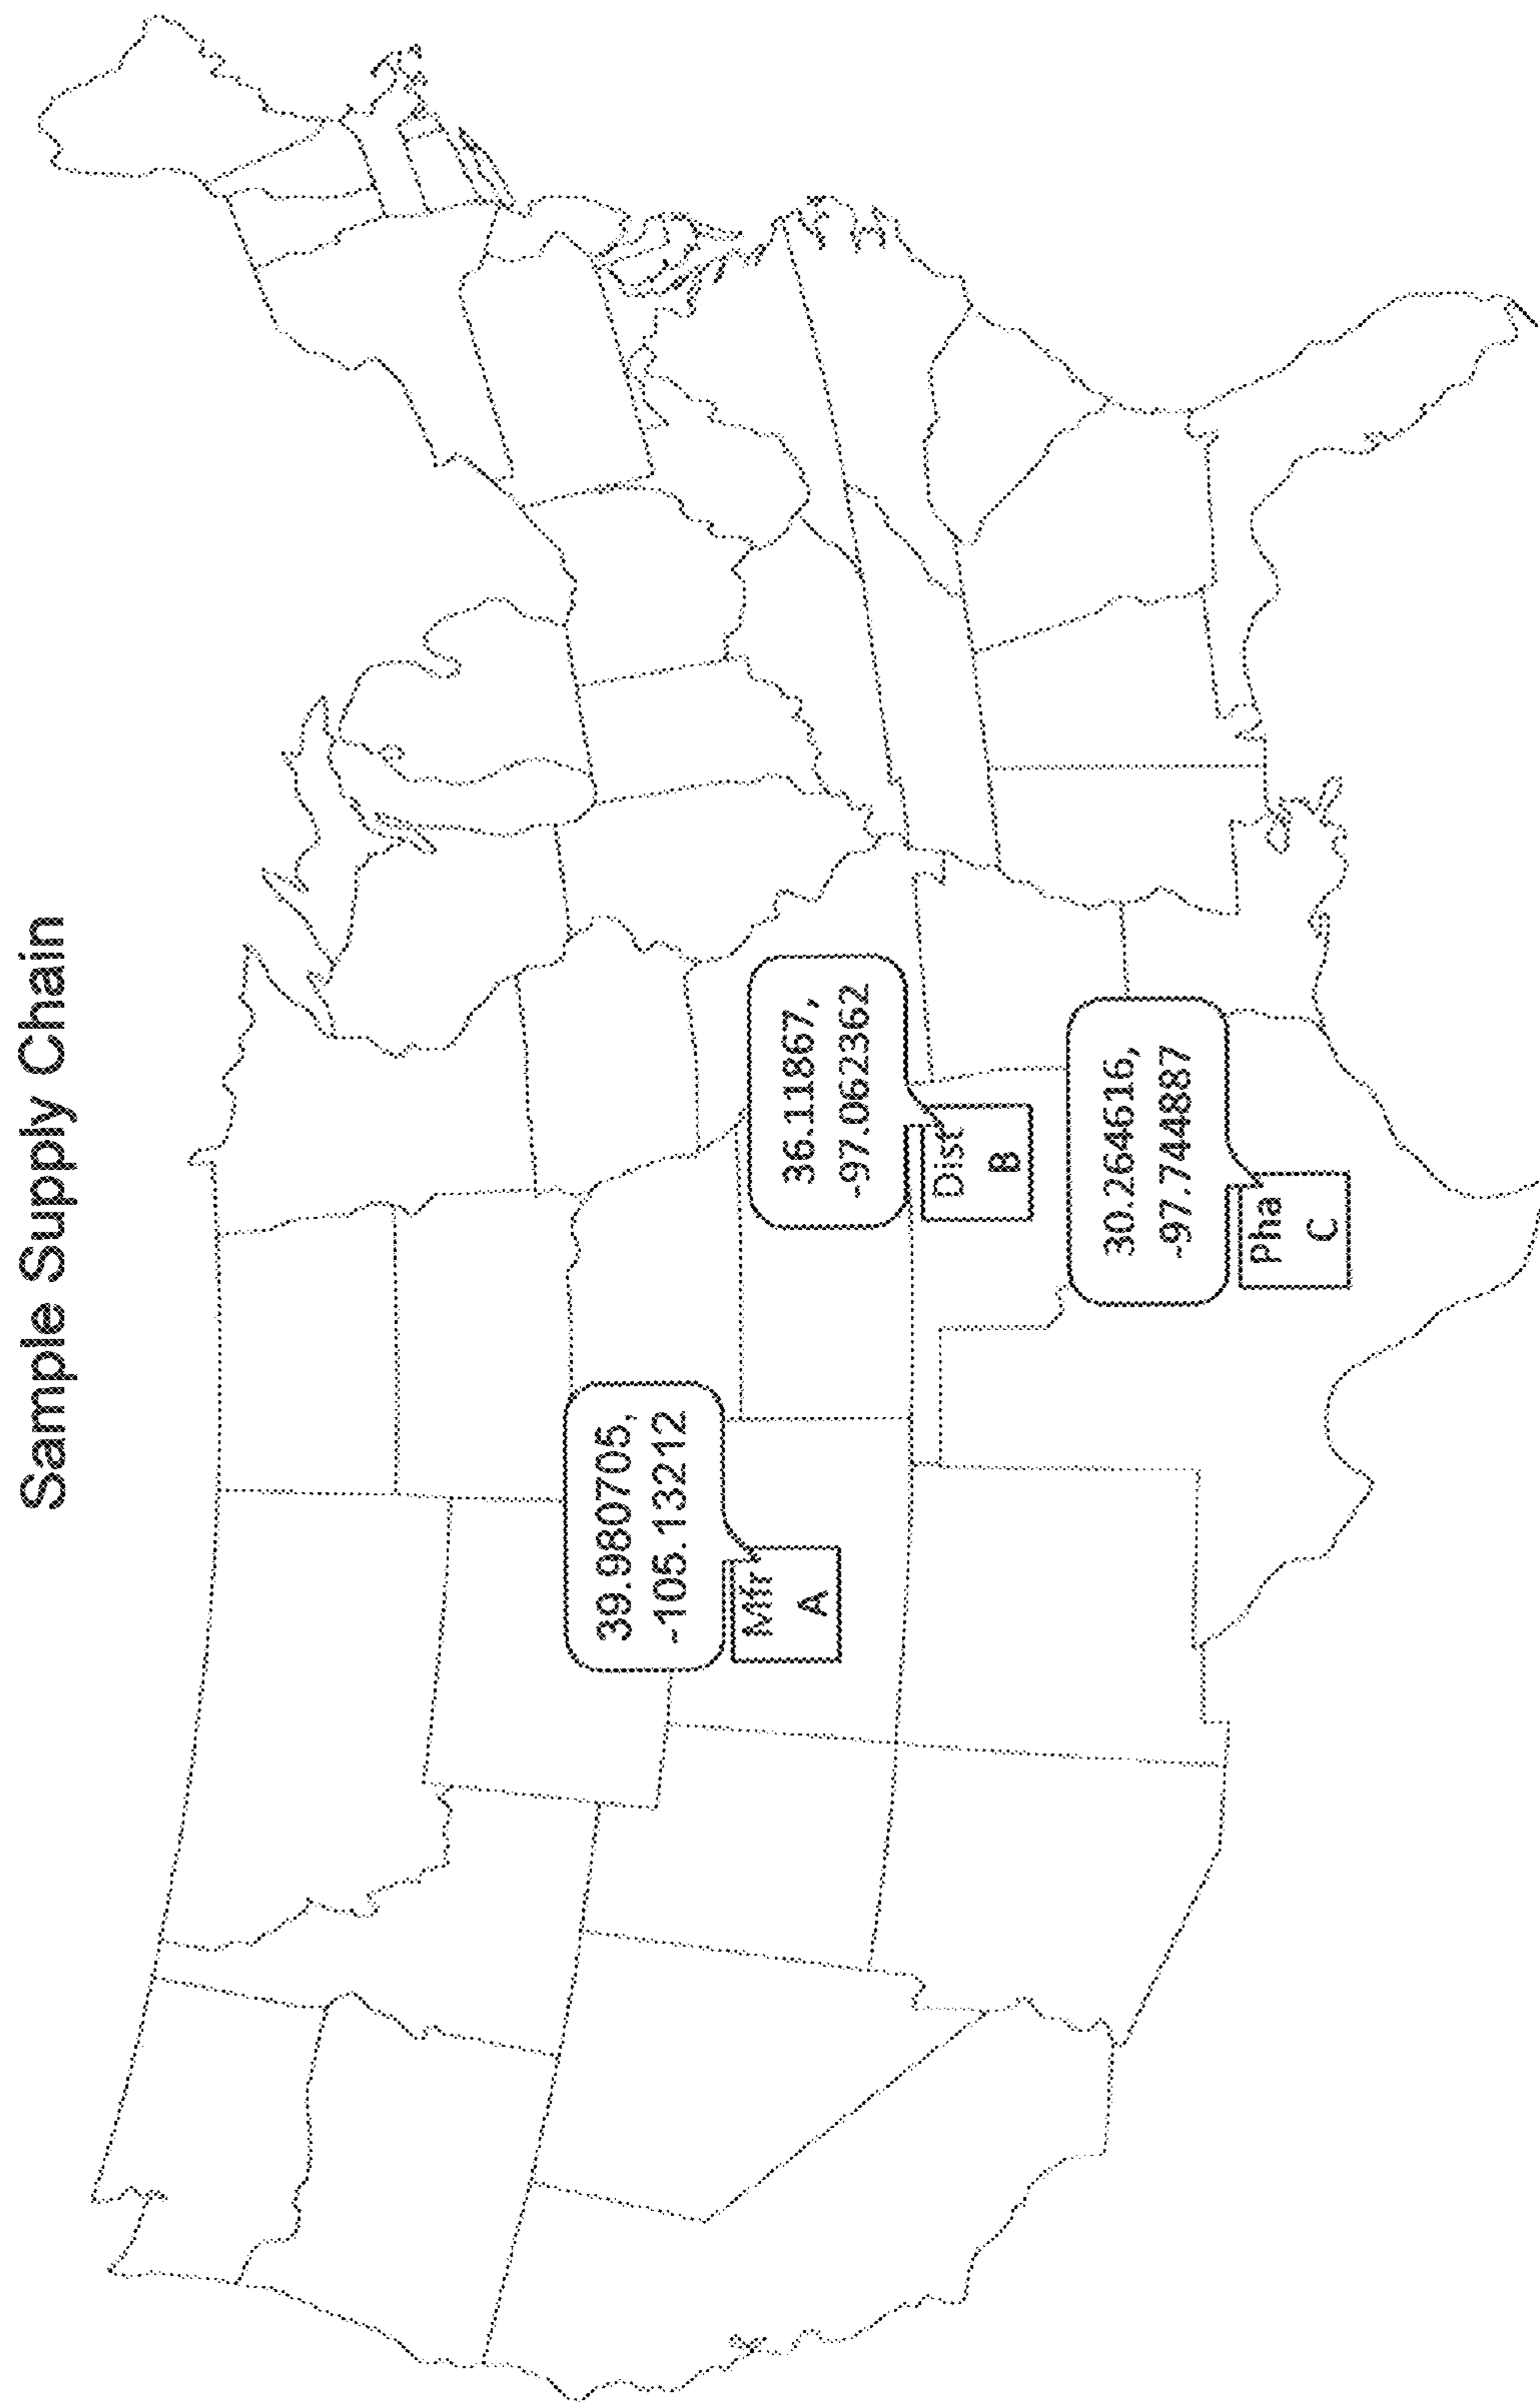 Sample Supply Chain
39.980705,
-105.13212
Mfr
A
36.11867,
-97.062362
Dist
B
30.264616,
-97.744887
Pha
C